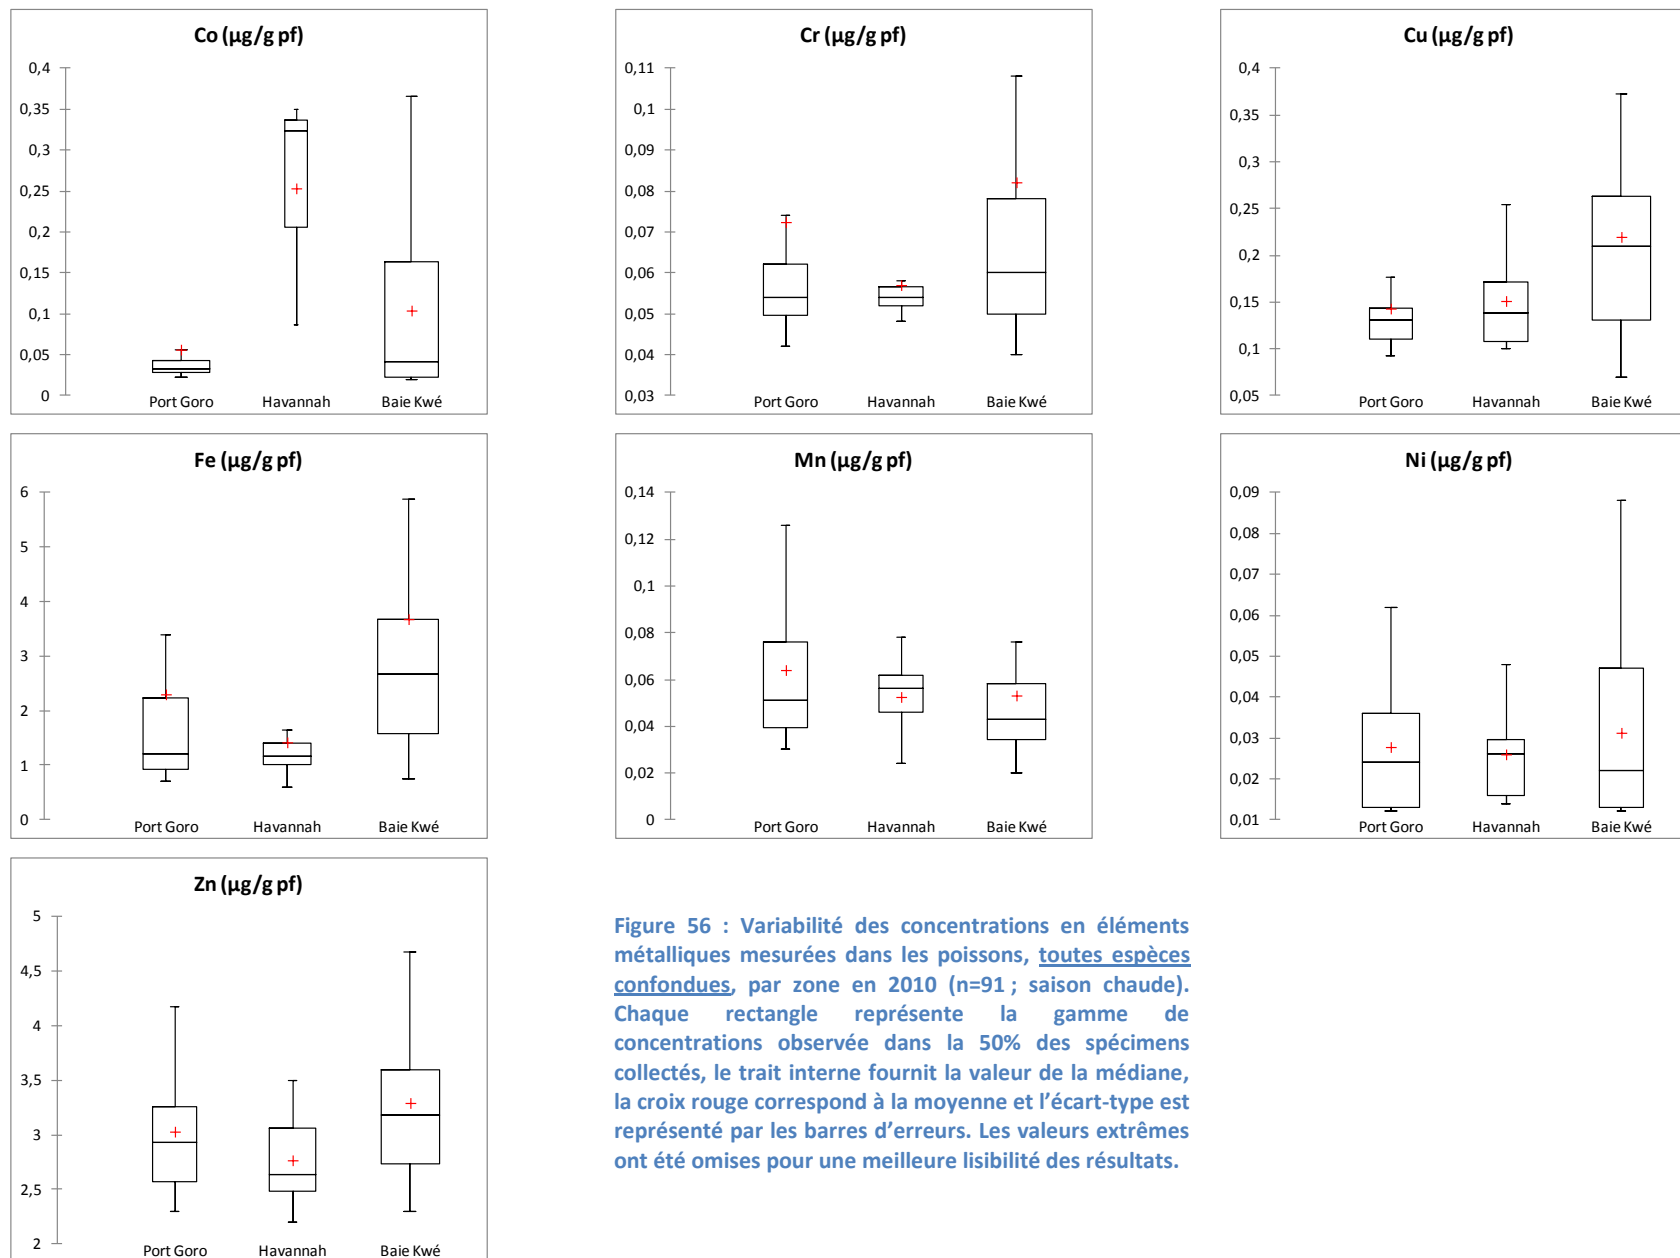 Co (µg/g pf)
0,4
0,35
0,3
0,25
0,2
0,15
0,1
0,05
0
Port Goro Havannah Baie Kwé
Cr (µg/g pf)
0,11
0,1
0,09
0,08
0,07
0,06
0,05
0,04
0,03
Port Goro Havannah Baie Kwé
Cu (µg/g pf)
0,4
0,35
0,3
0,25
0,2
0,15
0,1
0,05
Port Goro Havannah Baie Kwé
Fe (µg/g pf)
6
5
4
3
2
1
0
Port Goro Havannah Baie Kwé
Mn (µg/g pf)
0,14
0,12
0,1
0,08
0,06
0,04
0,02
0
Port Goro Havannah Baie Kwé
Ni (µg/g pf)
0,09
0,08
0,07
0,06
0,05
0,04
0,03
0,02
0,01
Port Goro Havannah Baie Kwé
Zn (µg/g pf)
5
4,5
4
3,5
3
2,5
2
Port Goro Havannah Baie Kwé
Figure 56 : Variabilité des concentrations en éléments
métalliques mesurées dans les poissons, toutes espèces
confondues, par zone en 2010 (n=91 ; saison chaude).
Chaque rectangle représente la gamme de
concentrations observée dans la 50% des spécimens
collectés, le trait interne fournit la valeur de la médiane,
la croix rouge correspond à la moyenne et l'écart-type est
représenté par les barres d'erreurs. Les valeurs extrêmes
ont été omises pour une meilleure lisibilité des résultats.